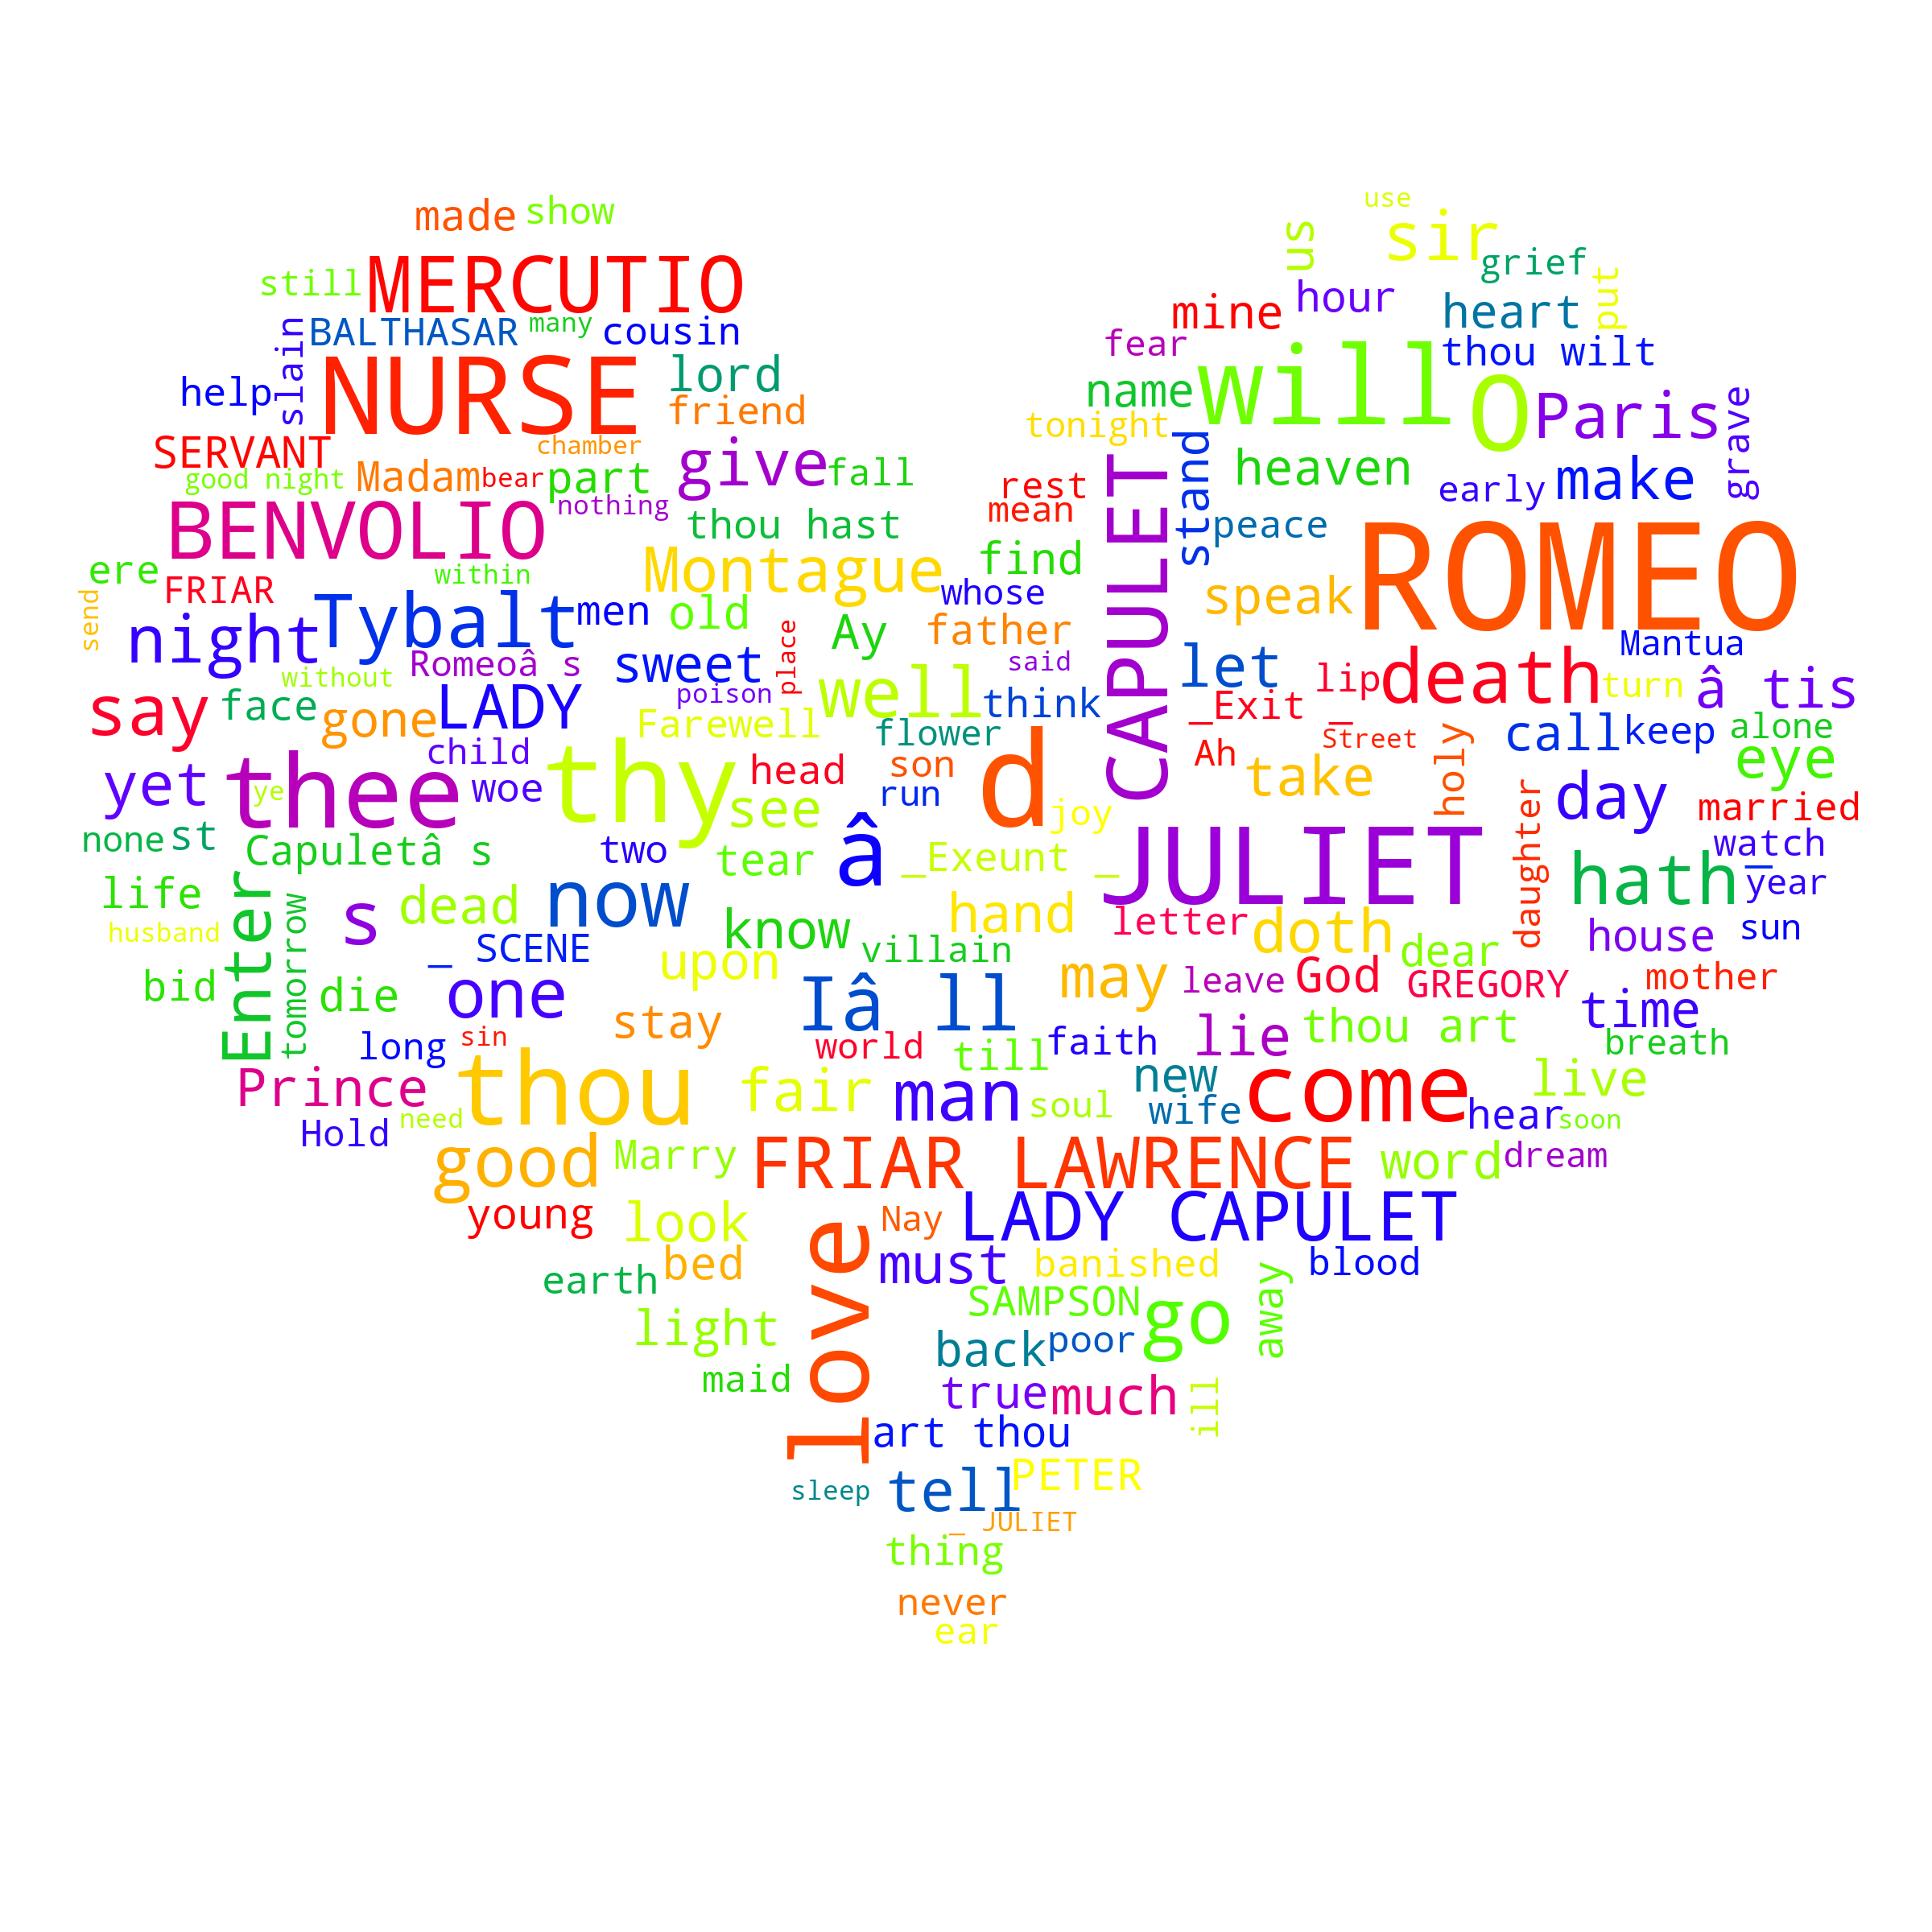 use
made show
us sir
grief
still MERCUTIO
mine hour heart put
BALTHASAR many cousin
slain
fear thou wilt
NURSE lord
help friend
name will O Paris grave
tonight
SERVANT chamber
good night Madam bear part give fall
stand heaven
rest early make
BENVOLIO nothing
mean peace
thou hast
CAPULET ROMEO
ere within Montague find
FRIAR whose speak
send
night Tybalt men old Ay father
Mantua
place
Romeoâ s sweet said let lip death
without poison turn â tis
say face gone LADY well think _Exit _
Farewell flower Street call keep alone
child Ah holy
yet thee woe thy head son d take eye
ye see run joy day married
none st
Capuletâ s two tear â _Exeunt _ JULIET daughter watch
hath _year
life Enter tomorrow s dead now hand letter doth
husband know dear house sun
_ SCENE upon villain
bid die one may leave God GREGORY mother
stay Iâ ll time
long sin world till faith lie thou art breath
Prince thou fair man soul new come live
need wife hear soon
Hold
good Marry FRIAR LAWRENCE word dream
young look love Nay LADY CAPULET
bed must banished blood
earth
light SAMPSON go away
back poor
maid true much ill
art thou
sleep tell PETER
_ JULIET
thing
never
ear